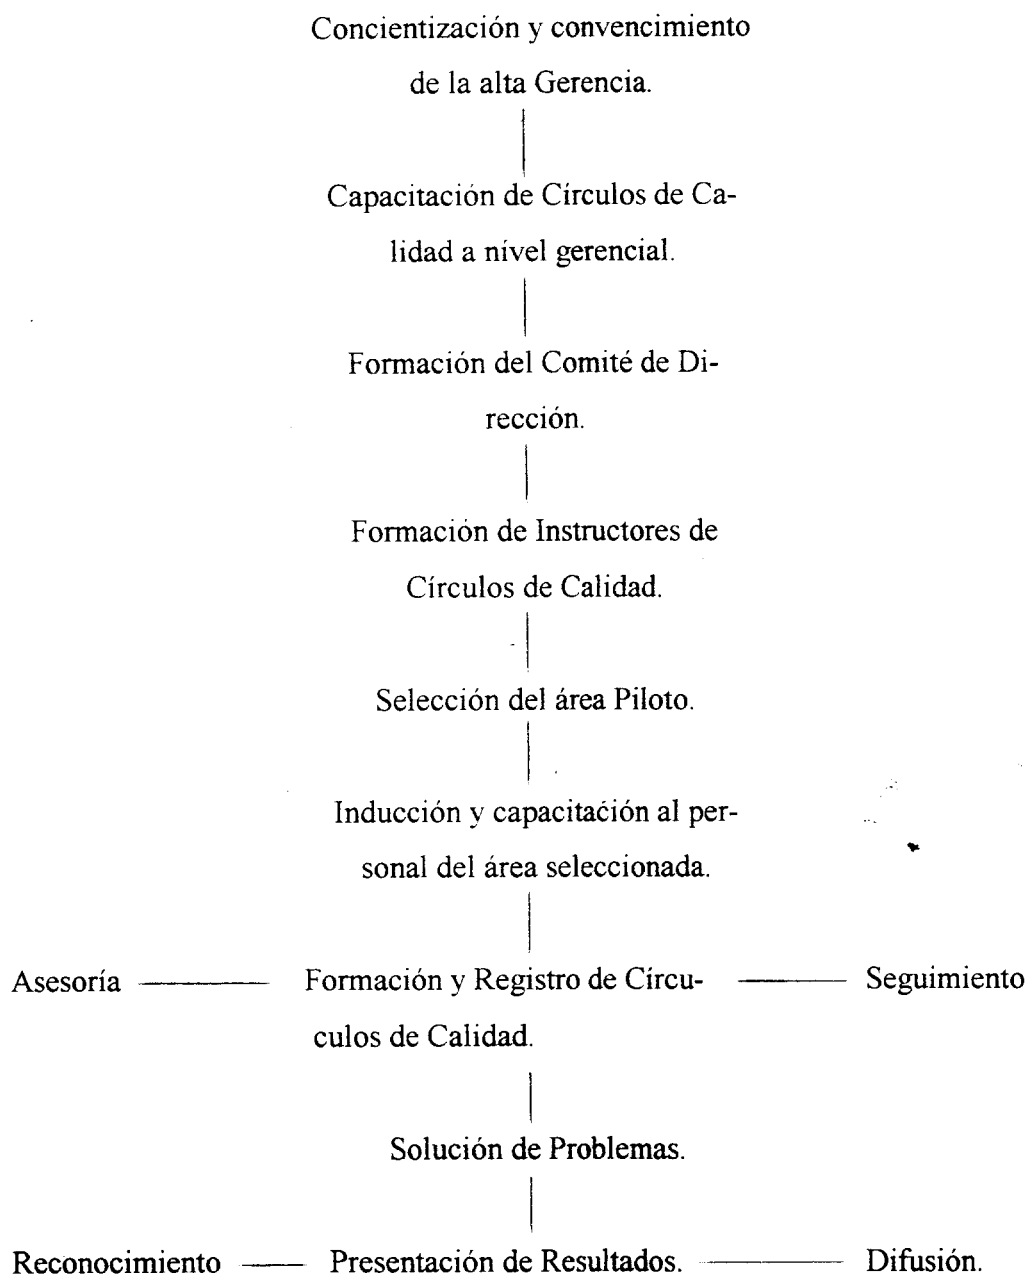 Concientización y convencimiento
de la alta Gerencia.
Capacitación de Círculos de Ca-
lidad a nivel gerencial.
Formación del Comité de Di-
rección.
Formación de Instructores de
Círculos de Calidad.
Selección del área Piloto.
Inducción y capacitación al per-
sonal del área seleccionada.
Asesoría Formación y Registro de Círcu- Seguimiento
culos de Calidad.
Solución de Problemas.
Reconocimiento Presentación de Resultados. Difusión.